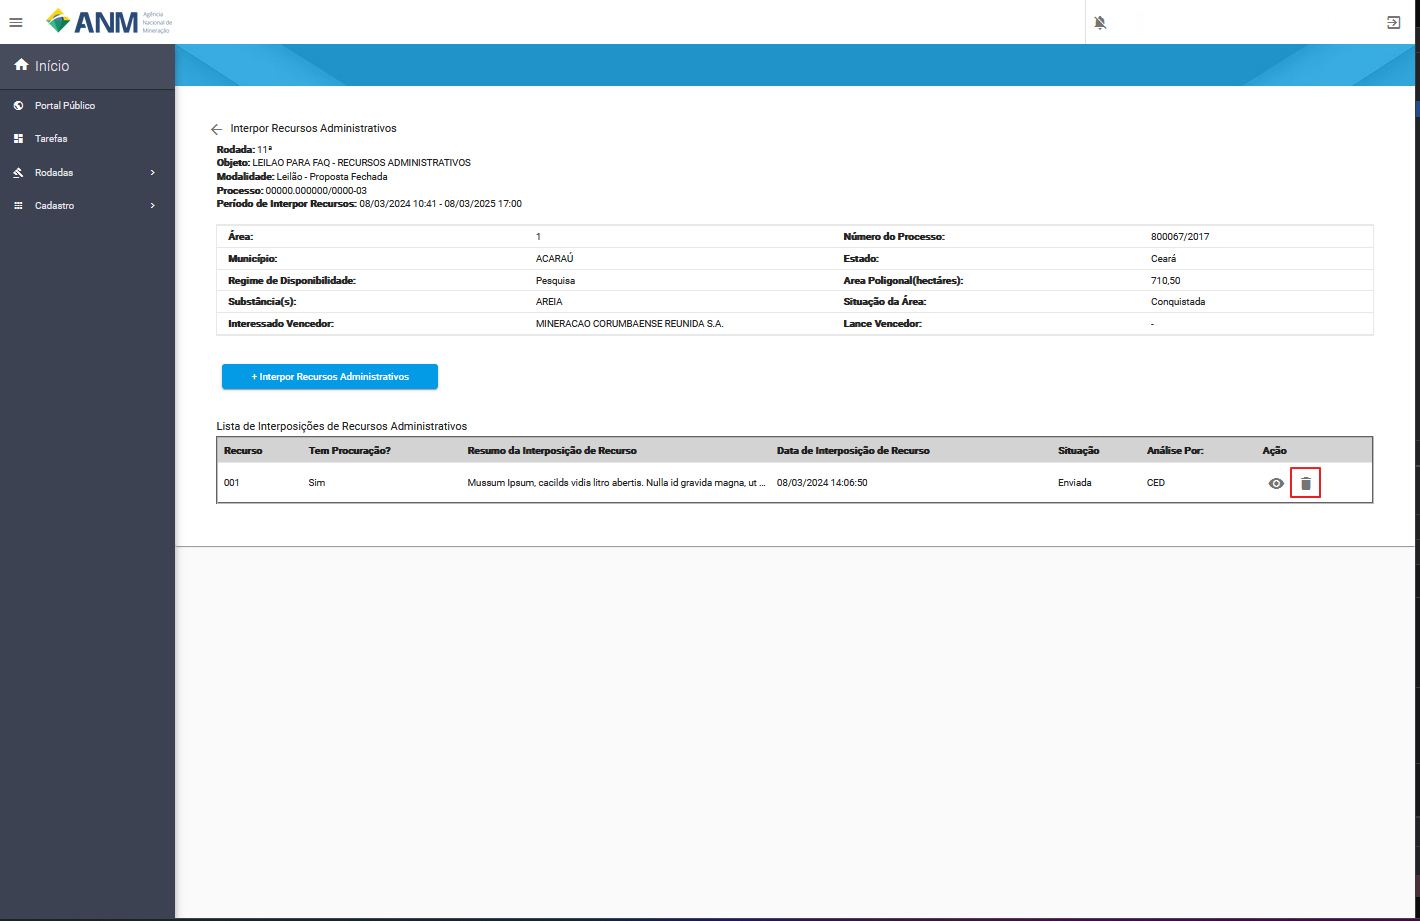 ANM Agência Nacional de Mineração
Início
Portal Público
Tarefas
Rodadas
Cadastro
Interpor Recursos Administrativos
Rodada: 11ª
Objeto: LEILAO PARA FAQ - RECURSOS ADMINISTRATIVOS
Modalidade: Leilão - Proposta Fechada
Processo: 00000.000000/0000-03
Período de Interpor Recursos: 08/03/2024 10:41 - 08/03/2025 17:00
Área: 1 Número do Processo: 800067/2017
Município: ACARAÚ Estado: Ceará
Regime de Disponibilidade: Pesquisa Area Poligonal(hectáres): 710,50
Substância(s): AREIA Situação da Área: Conquistada
Interessado Vencedor: MINERACAO CORUMBAENSE REUNIDA S.A. Lance Vencedor: -
+ Interpor Recursos Administrativos
Lista de Interposições de Recursos Administrativos
Recurso Tem Procuração? Resumo da Interposição de Recurso Data de Interposição de Recurso Situação Análise Por: Ação
001 Sim Mussum Ipsum, cacilds vidis litro abertis. Nulla id gravida magna, ut ... 08/03/2024 14:06:50 Enviada CED